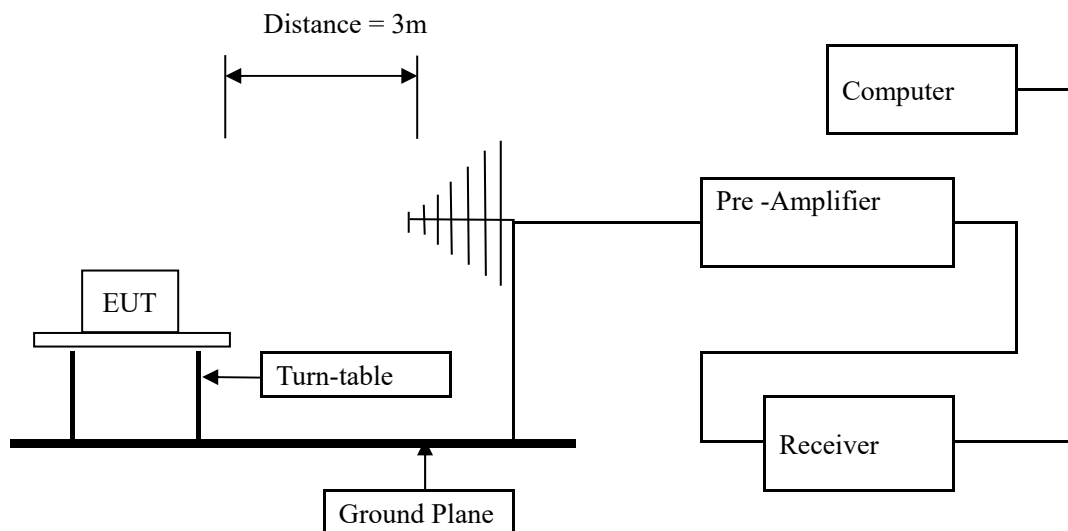 Distance = 3m
Computer
Pre -Amplifier
EUT
Turn-table
Receiver
Ground Plane